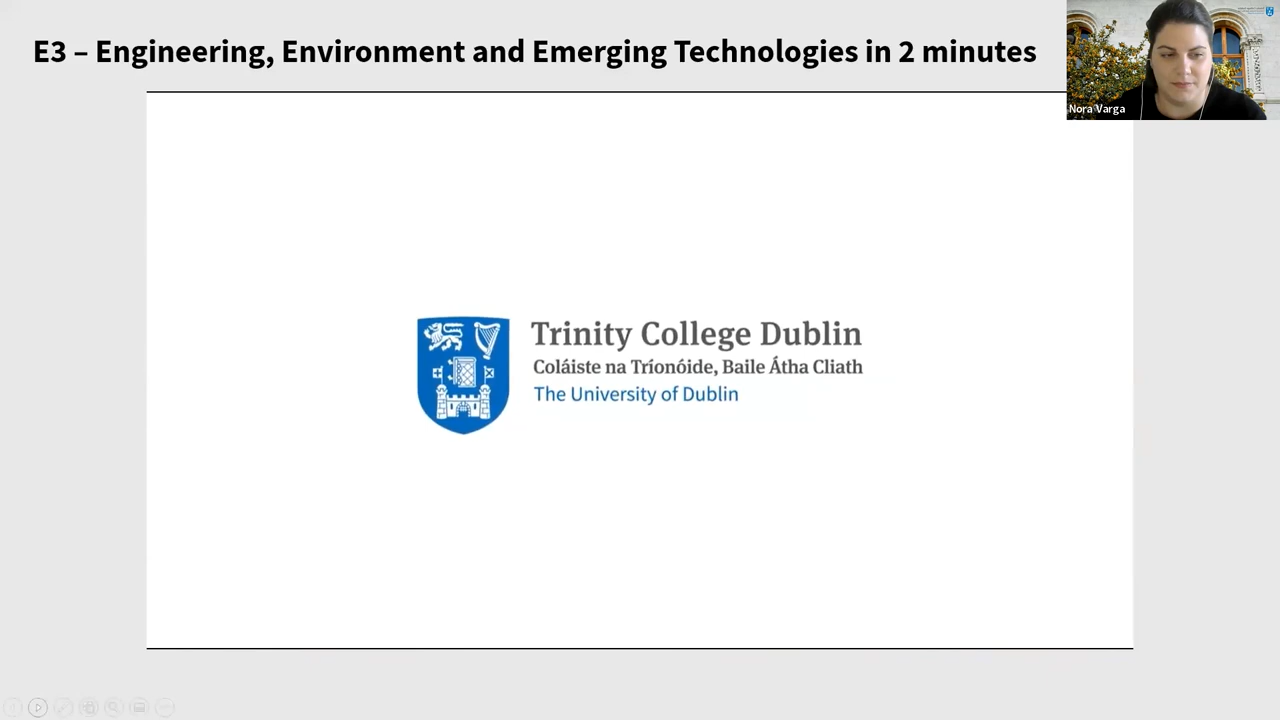 E3 – Engineering, Environment and Emerging Technologies in 2 minutes
Nora Varga
Trinity College Dublin
Coláiste na Tríonóide, Baile Átha Cliath
The University of Dublin